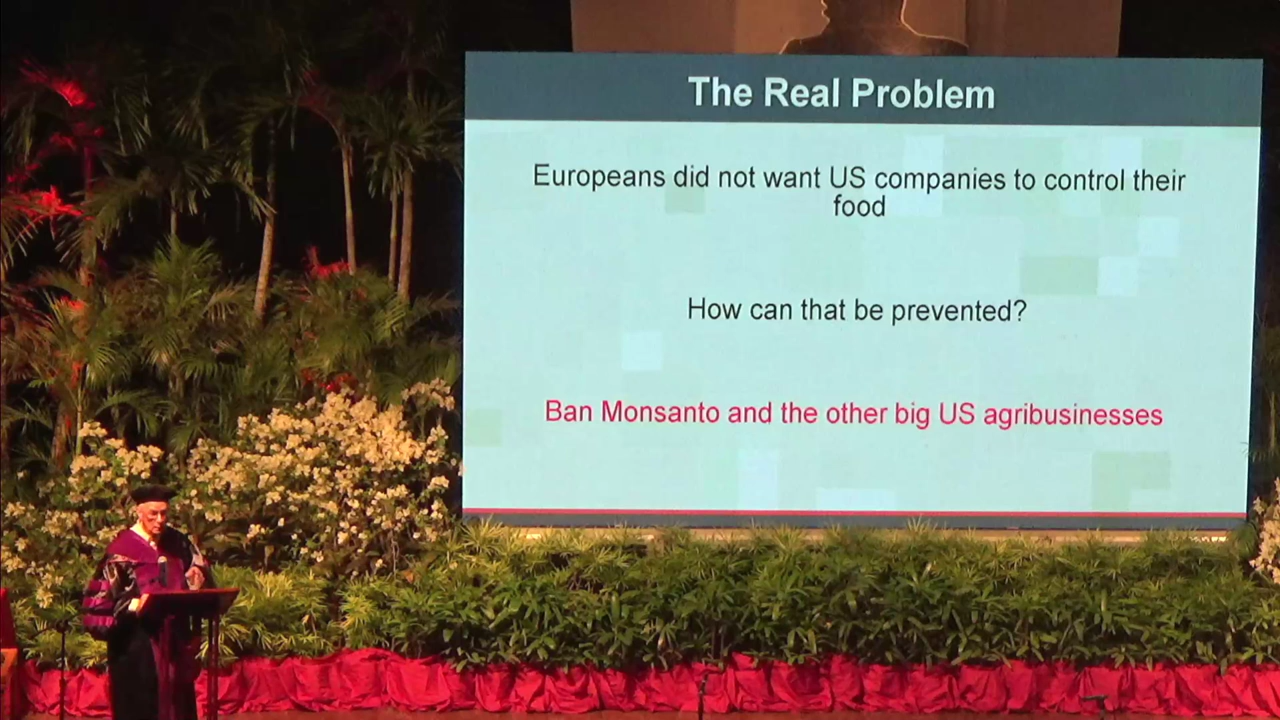 The Real Problem
Europeans did not want US companies to control their
food
How can that be prevented?
Ban Monsanto and the other big US agribusinesses